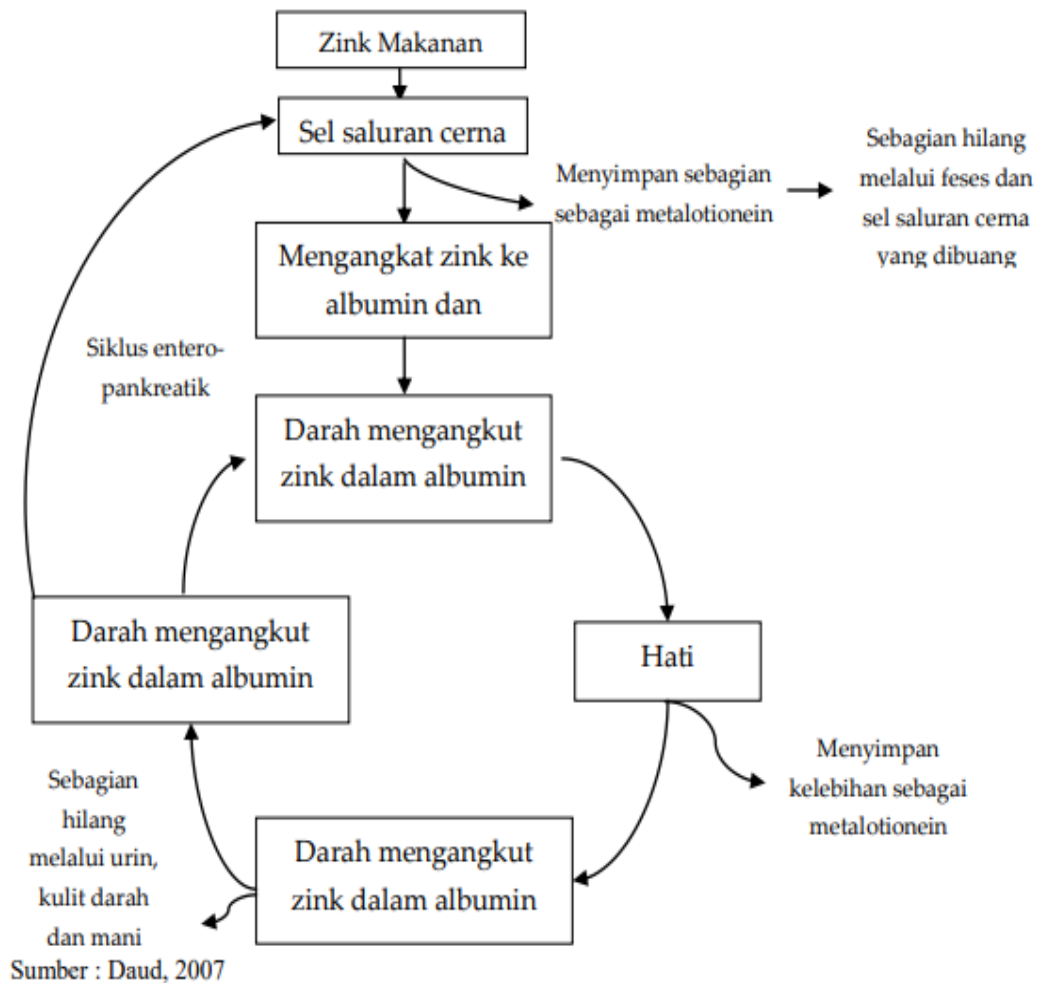 Zink Makanan
Sel saluran cerna
Menyimpan sebagian
sebagai metalotionein
Sebagian hilang
melalui feses dan
sel saluran cerna
yang dibuang
Mengangkat zink ke
albumin dan
Siklus entero-
pankreatik
Darah mengangkut
zink dalam albumin
Darah mengangkut
zink dalam albumin
Hati
Menyimpan
kelebihan sebagai
metalotionein
Sebagian
hilang
melalui urin,
kulit darah
dan mani
Darah mengangkut
zink dalam albumin
Sumber : Daud, 2007